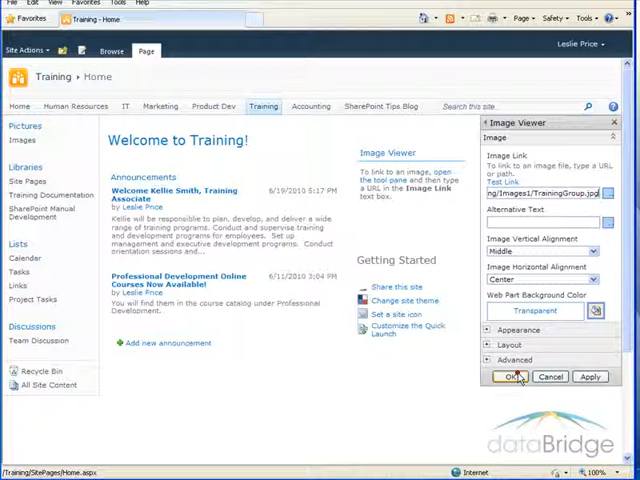 File Edit View Favorites Tools Help
Favorites Training - Home
Page Safety Tools
Site Actions Browse Page Leslie Price
Training Home
Home Human Resources IT Marketing Product Dev Training Accounting SharePoint Tips Blog Search this site
Pictures
Images
Libraries
Site Pages
Training Documentation
SharePoint Manual
Development
Lists
Calendar
Tasks
Links
Project Tasks
Discussions
Team Discussion
Recycle Bin
All Site Content
Welcome to Training!
Announcements
Welcome Kellie Smith, Training
Associate
6/19/2010 5:17 PM
by Leslie Price
Kellie will be responsible to plan, develop, and deliver a wide
range of training programs. Conduct and supervise training
and development programs for employees. Set up
management and executive development programs. Conduct
orientation sessions...
Professional Development Online
Courses Now Available!
6/11/2010 3:04 PM
by Leslie Price
You will find them in the course catalog under Professional
Development.
Add new announcement
Image Viewer
To link to an image, open
the tool pane and then type
a URL in the Image Link
text box.
Getting Started
Share this site
Change site theme
Set a site icon
Customize the Quick
Launch
Image Viewer
Image
Image Link
To link to an image file, type a URL
or path.
Test Link
ng/Images1/TrainingGroup.jpg
Alternative Text
Image Vertical Alignment
Middle
Image Horizontal Alignment
Center
Web Part Background Color
Transparent
Appearance
Layout
Advanced
OK Cancel Apply
dataBridge
/Training/SitePages/Home.aspx Internet 100%